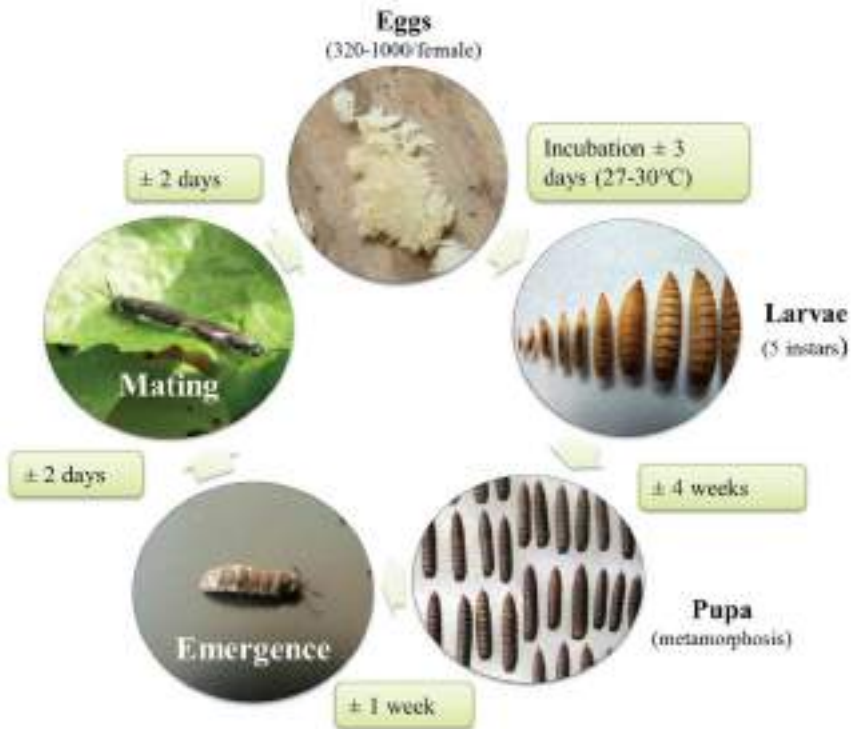 Eggs
(320-1000/female)
± 2 days
Incubation ± 3
days (27-30°C)
Mating
Larvae
(5 instars)
± 2 days
± 4 weeks
Emergence
Pupa
(metamorphosis)
± 1 week